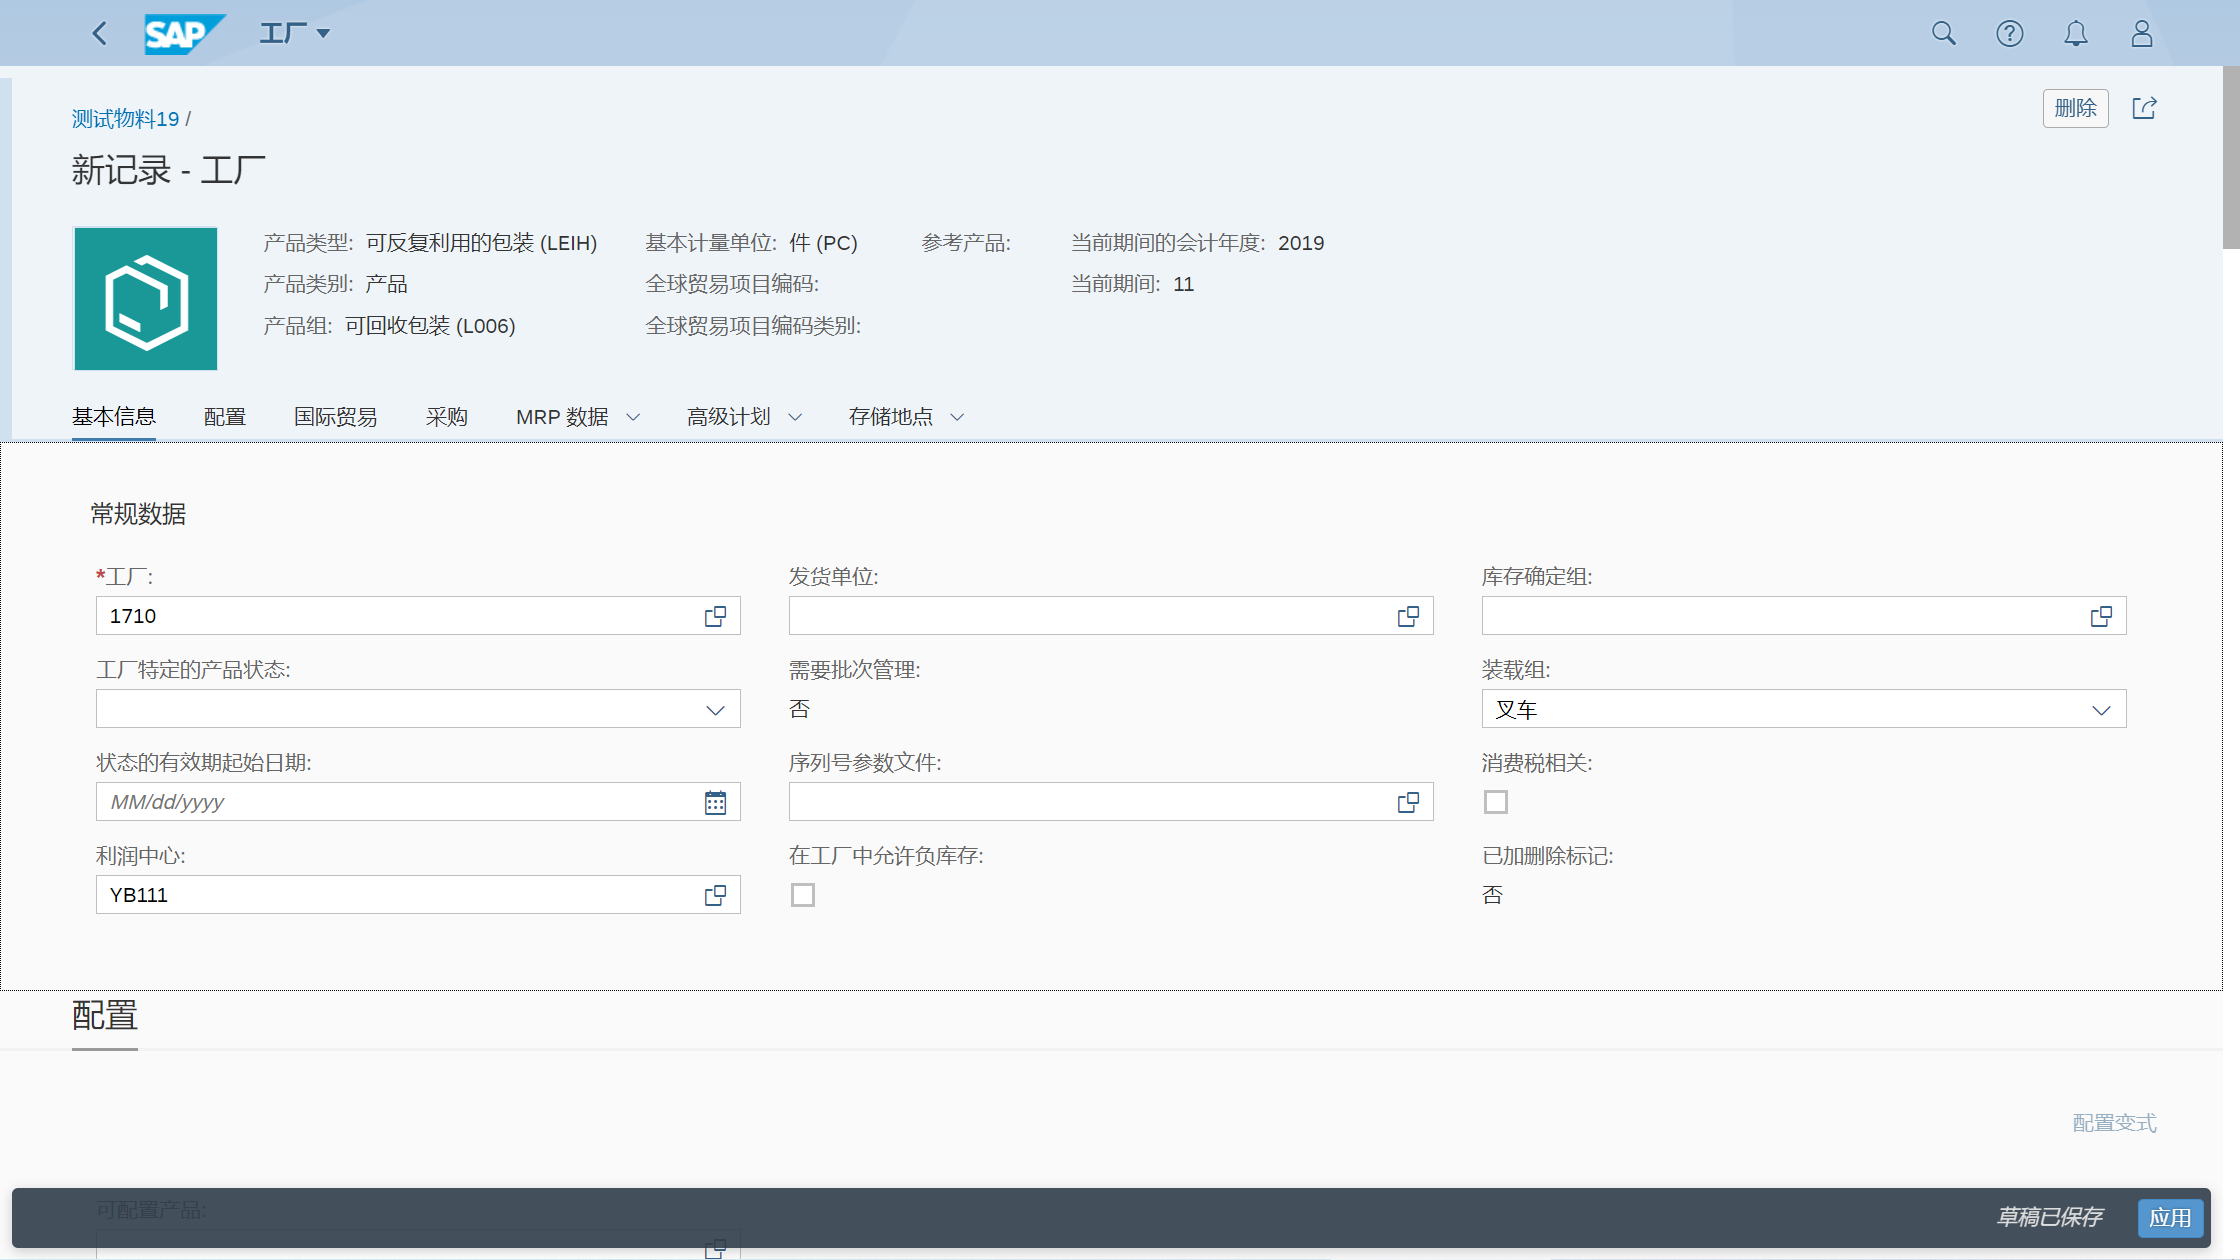 SAP 工厂
测试物料19 /
删除
新记录 - 工厂
产品类型: 可反复利用的包装 (LEIH)
基本计量单位: 件 (PC)
参考产品:
当前期间的会计年度: 2019
产品类别: 产品
全球贸易项目编码:
当前期间: 11
产品组: 可回收包装 (L006)
全球贸易项目编码类别:
基本信息 配置 国际贸易 采购 MRP 数据 高级计划 存储地点
常规数据
*工厂:
发货单位:
库存确定组:
1710
工厂特定的产品状态:
需要批次管理:
装载组:
否
叉车
状态的有效期起始日期:
序列号参数文件:
消费税相关:
MM/dd/yyyy
利润中心:
在工厂中允许负库存:
已加删除标记:
YB111
否
配置
配置变式
可配置产品:
草稿已保存
应用